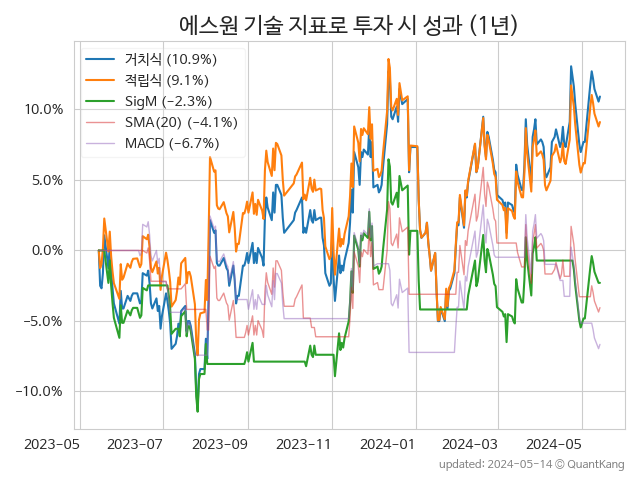 에스원 기술 지표로 투자 시 성과 (1년)
거치식 (10.9%)
적립식 (9.1%)
SigM (−2.3%)
SMA(20) (−4.1%)
MACD (−6.7%)
10.0%
5.0%
0.0%
−5.0%
−10.0%
2023-05 2023-07 2023-09 2023-11 2024-01 2024-03 2024-05
updated: 2024-05-14 © QuantKang